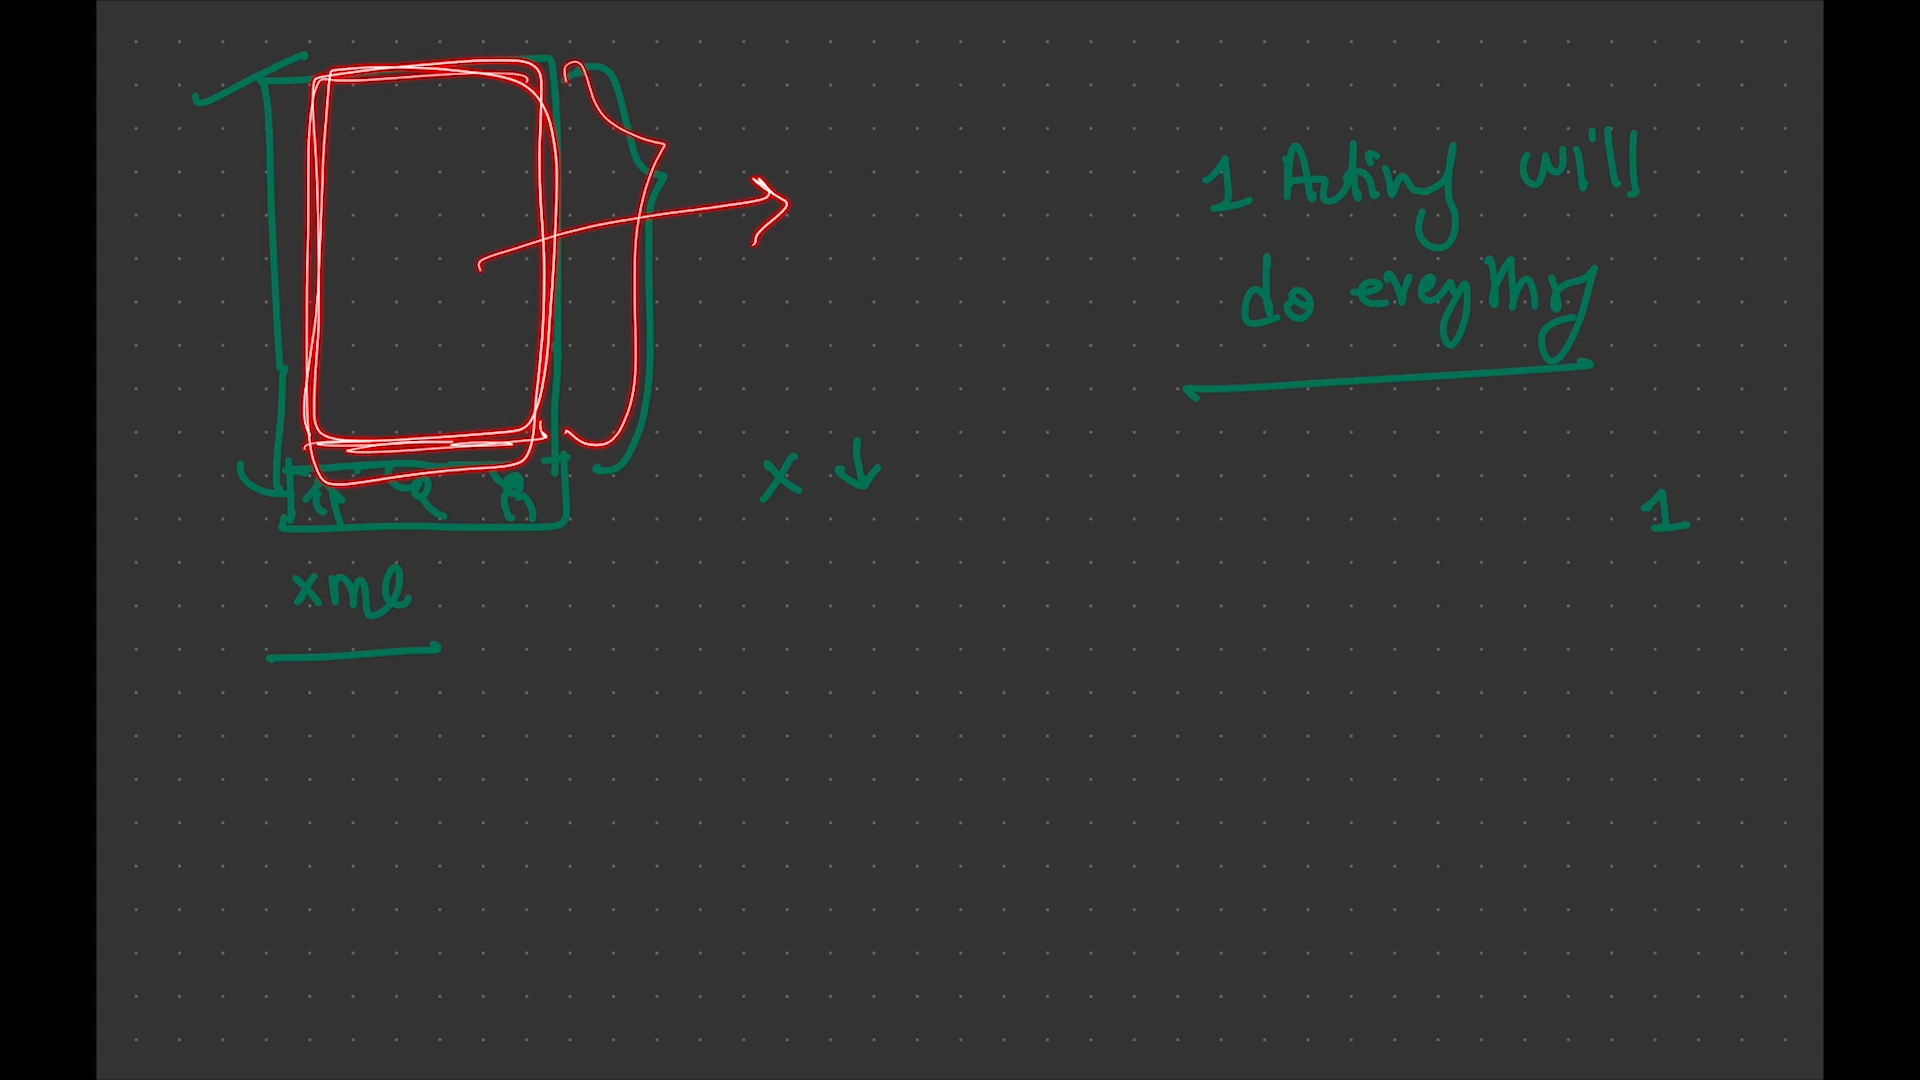 1 Activity will
do everything
x ↓
1
xml